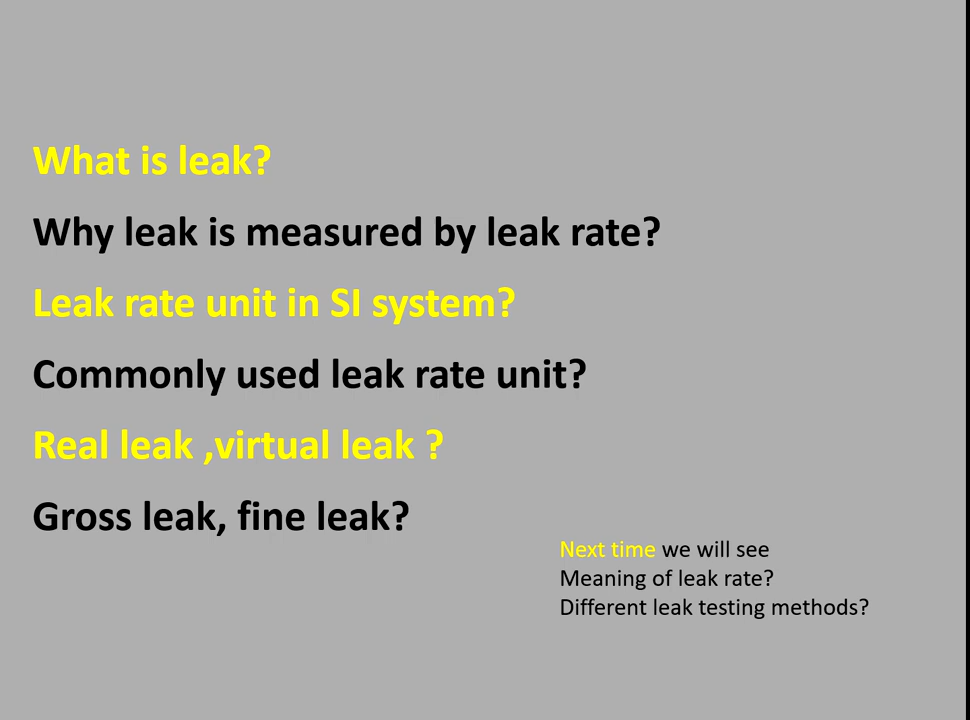 What is leak?
Why leak is measured by leak rate?
Leak rate unit in SI system?
Commonly used leak rate unit?
Real leak ,virtual leak ?
Gross leak, fine leak?
Next time we will see
Meaning of leak rate?
Different leak testing methods?